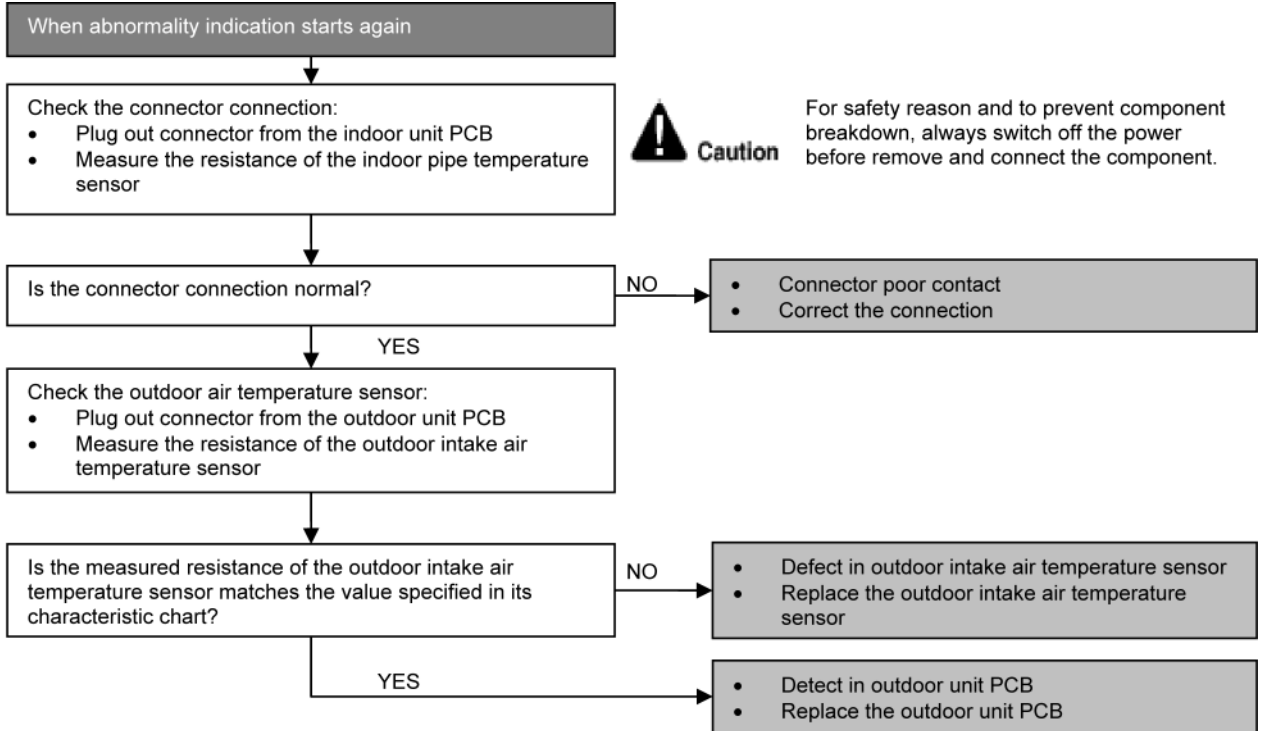 When abnormality indication starts again
Check the connector connection:
• Plug out connector from the indoor unit PCB
• Measure the resistance of the indoor pipe temperature
sensor
Caution
For safety reason and to prevent component
breakdown, always switch off the power
before remove and connect the component.
Is the connector connection normal?
NO
• Connector poor contact
• Correct the connection
YES
Check the outdoor air temperature sensor:
• Plug out connector from the outdoor unit PCB
• Measure the resistance of the outdoor intake air
temperature sensor
Is the measured resistance of the outdoor intake air
temperature sensor matches the value specified in its
characteristic chart?
NO
• Defect in outdoor intake air temperature sensor
• Replace the outdoor intake air temperature
sensor
YES
• Detect in outdoor unit PCB
• Replace the outdoor unit PCB